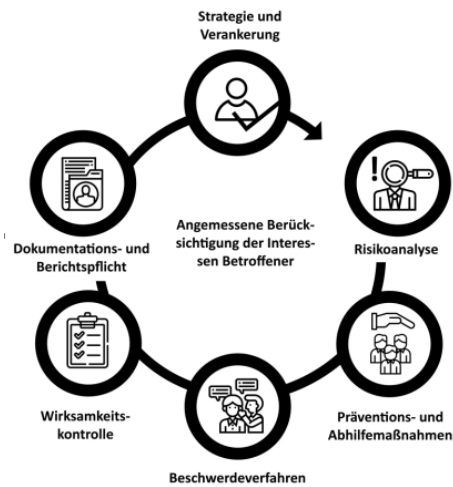 Strategie und
Verankerung
Risikoanalyse
Präventions- und
Abhilfemaßnahmen
Beschwerdeverfahren
Wirksamkeits-
kontrolle
Dokumentations- und
Berichtspflicht
Angemessene Berück-
sichtigung der Interes-
sen Betroffener